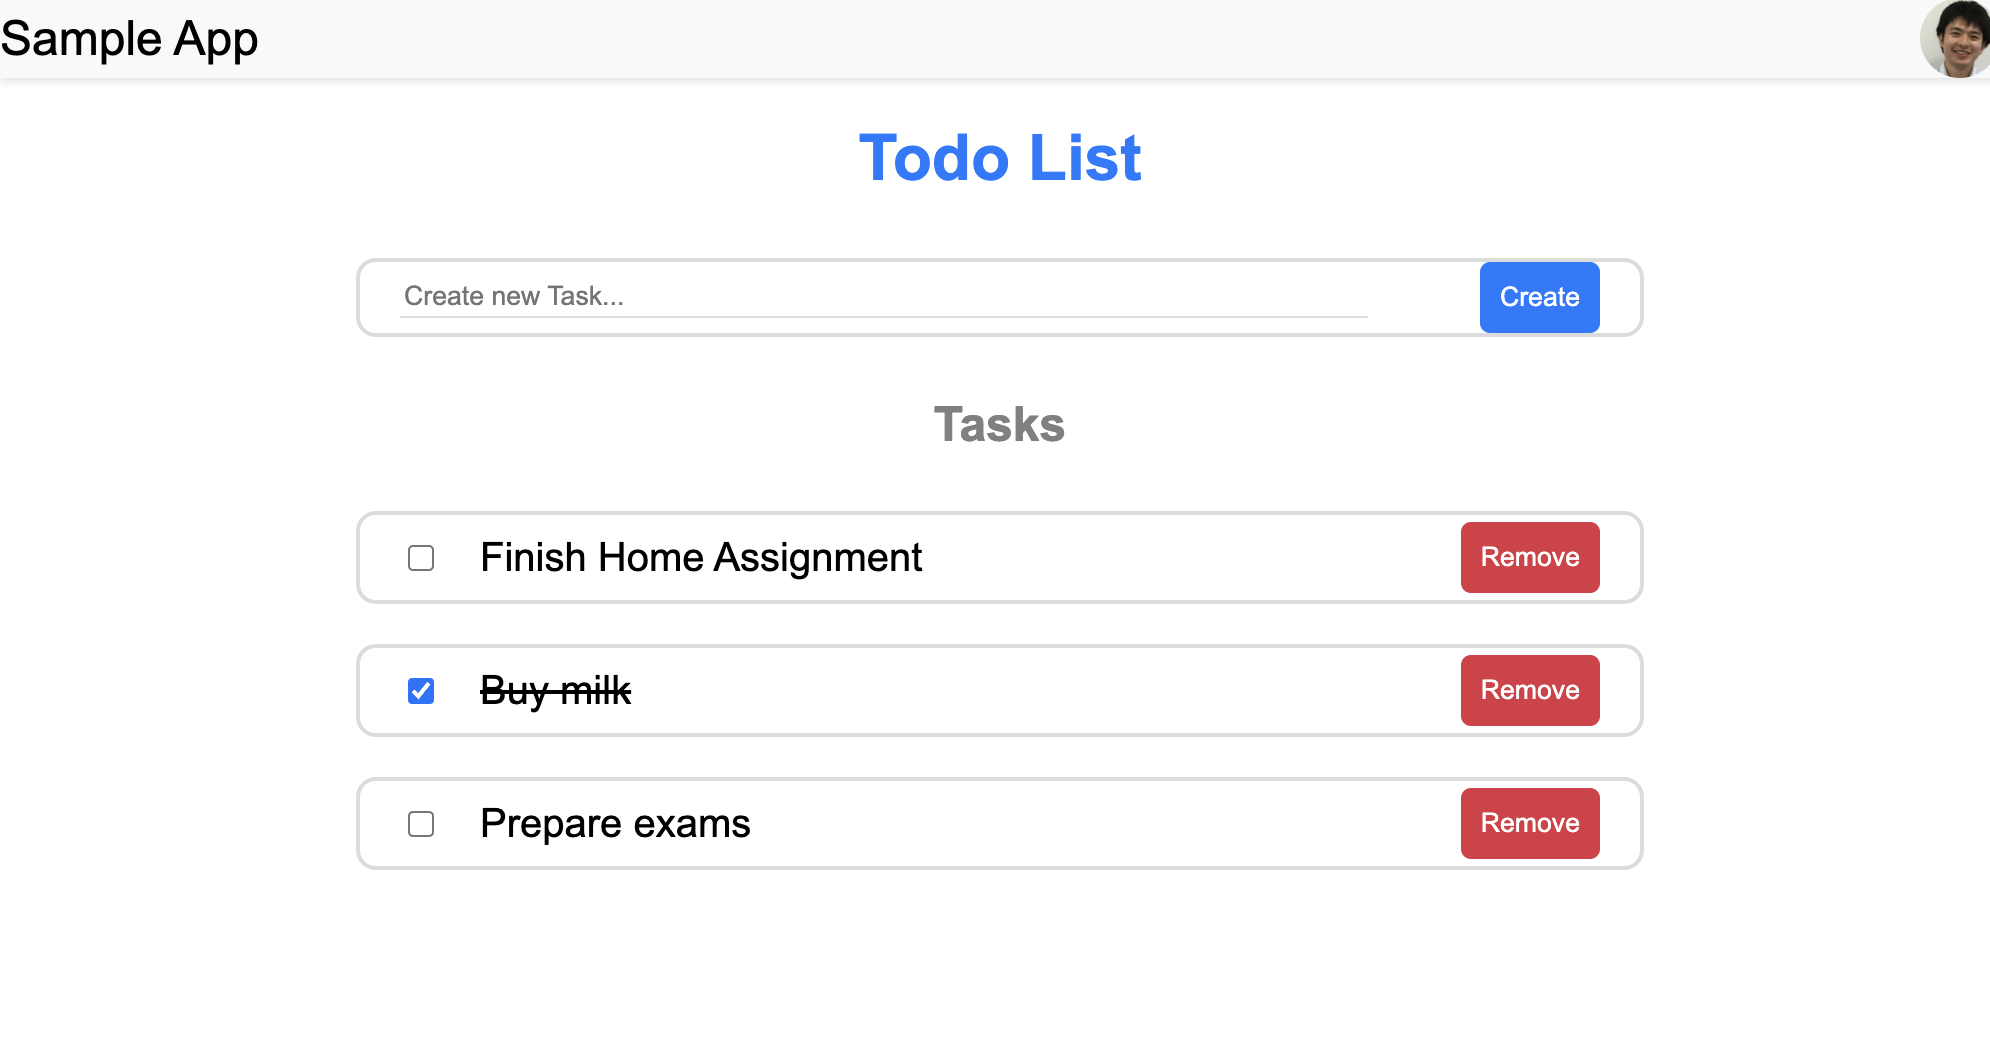 Sample App
Todo List
Create new Task...
Create
Tasks
Finish Home Assignment
Remove
Buy milk
Remove
Prepare exams
Remove